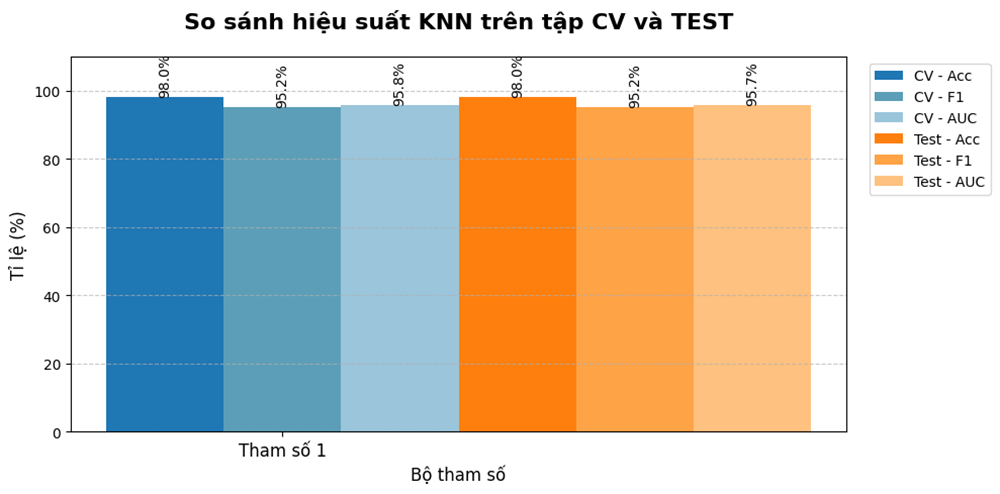 So sánh hiệu suất KNN trên tập CV và TEST
98.0%
95.2%
95.8%
98.0%
95.2%
95.7%
CV - Acc
CV - F1
CV - AUC
Test - Acc
Test - F1
Test - AUC
Tỉ lệ (%)
100
80
60
40
20
0
Tham số 1
Bộ tham số